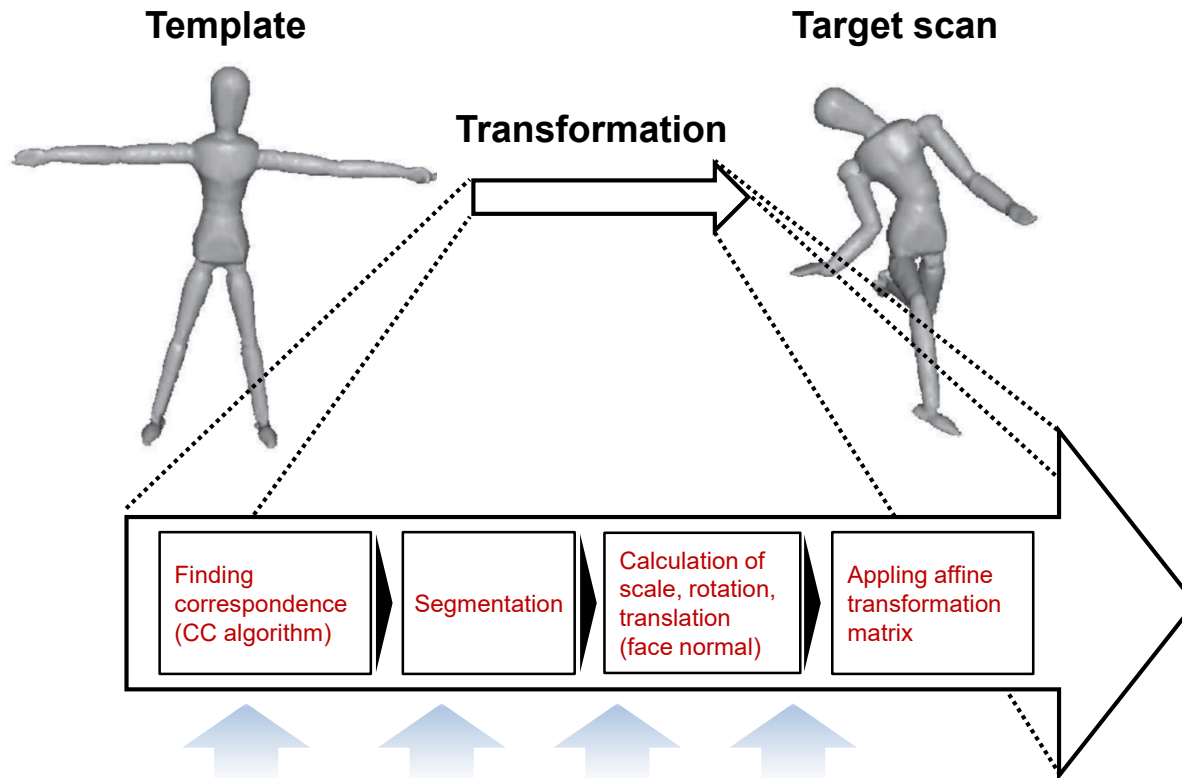 Template
Target scan
Transformation
Finding
correspondence
(CC algorithm)
Segmentation
Calculation of
scale, rotation,
translation
(face normal)
Appling affine
transformation
matrix